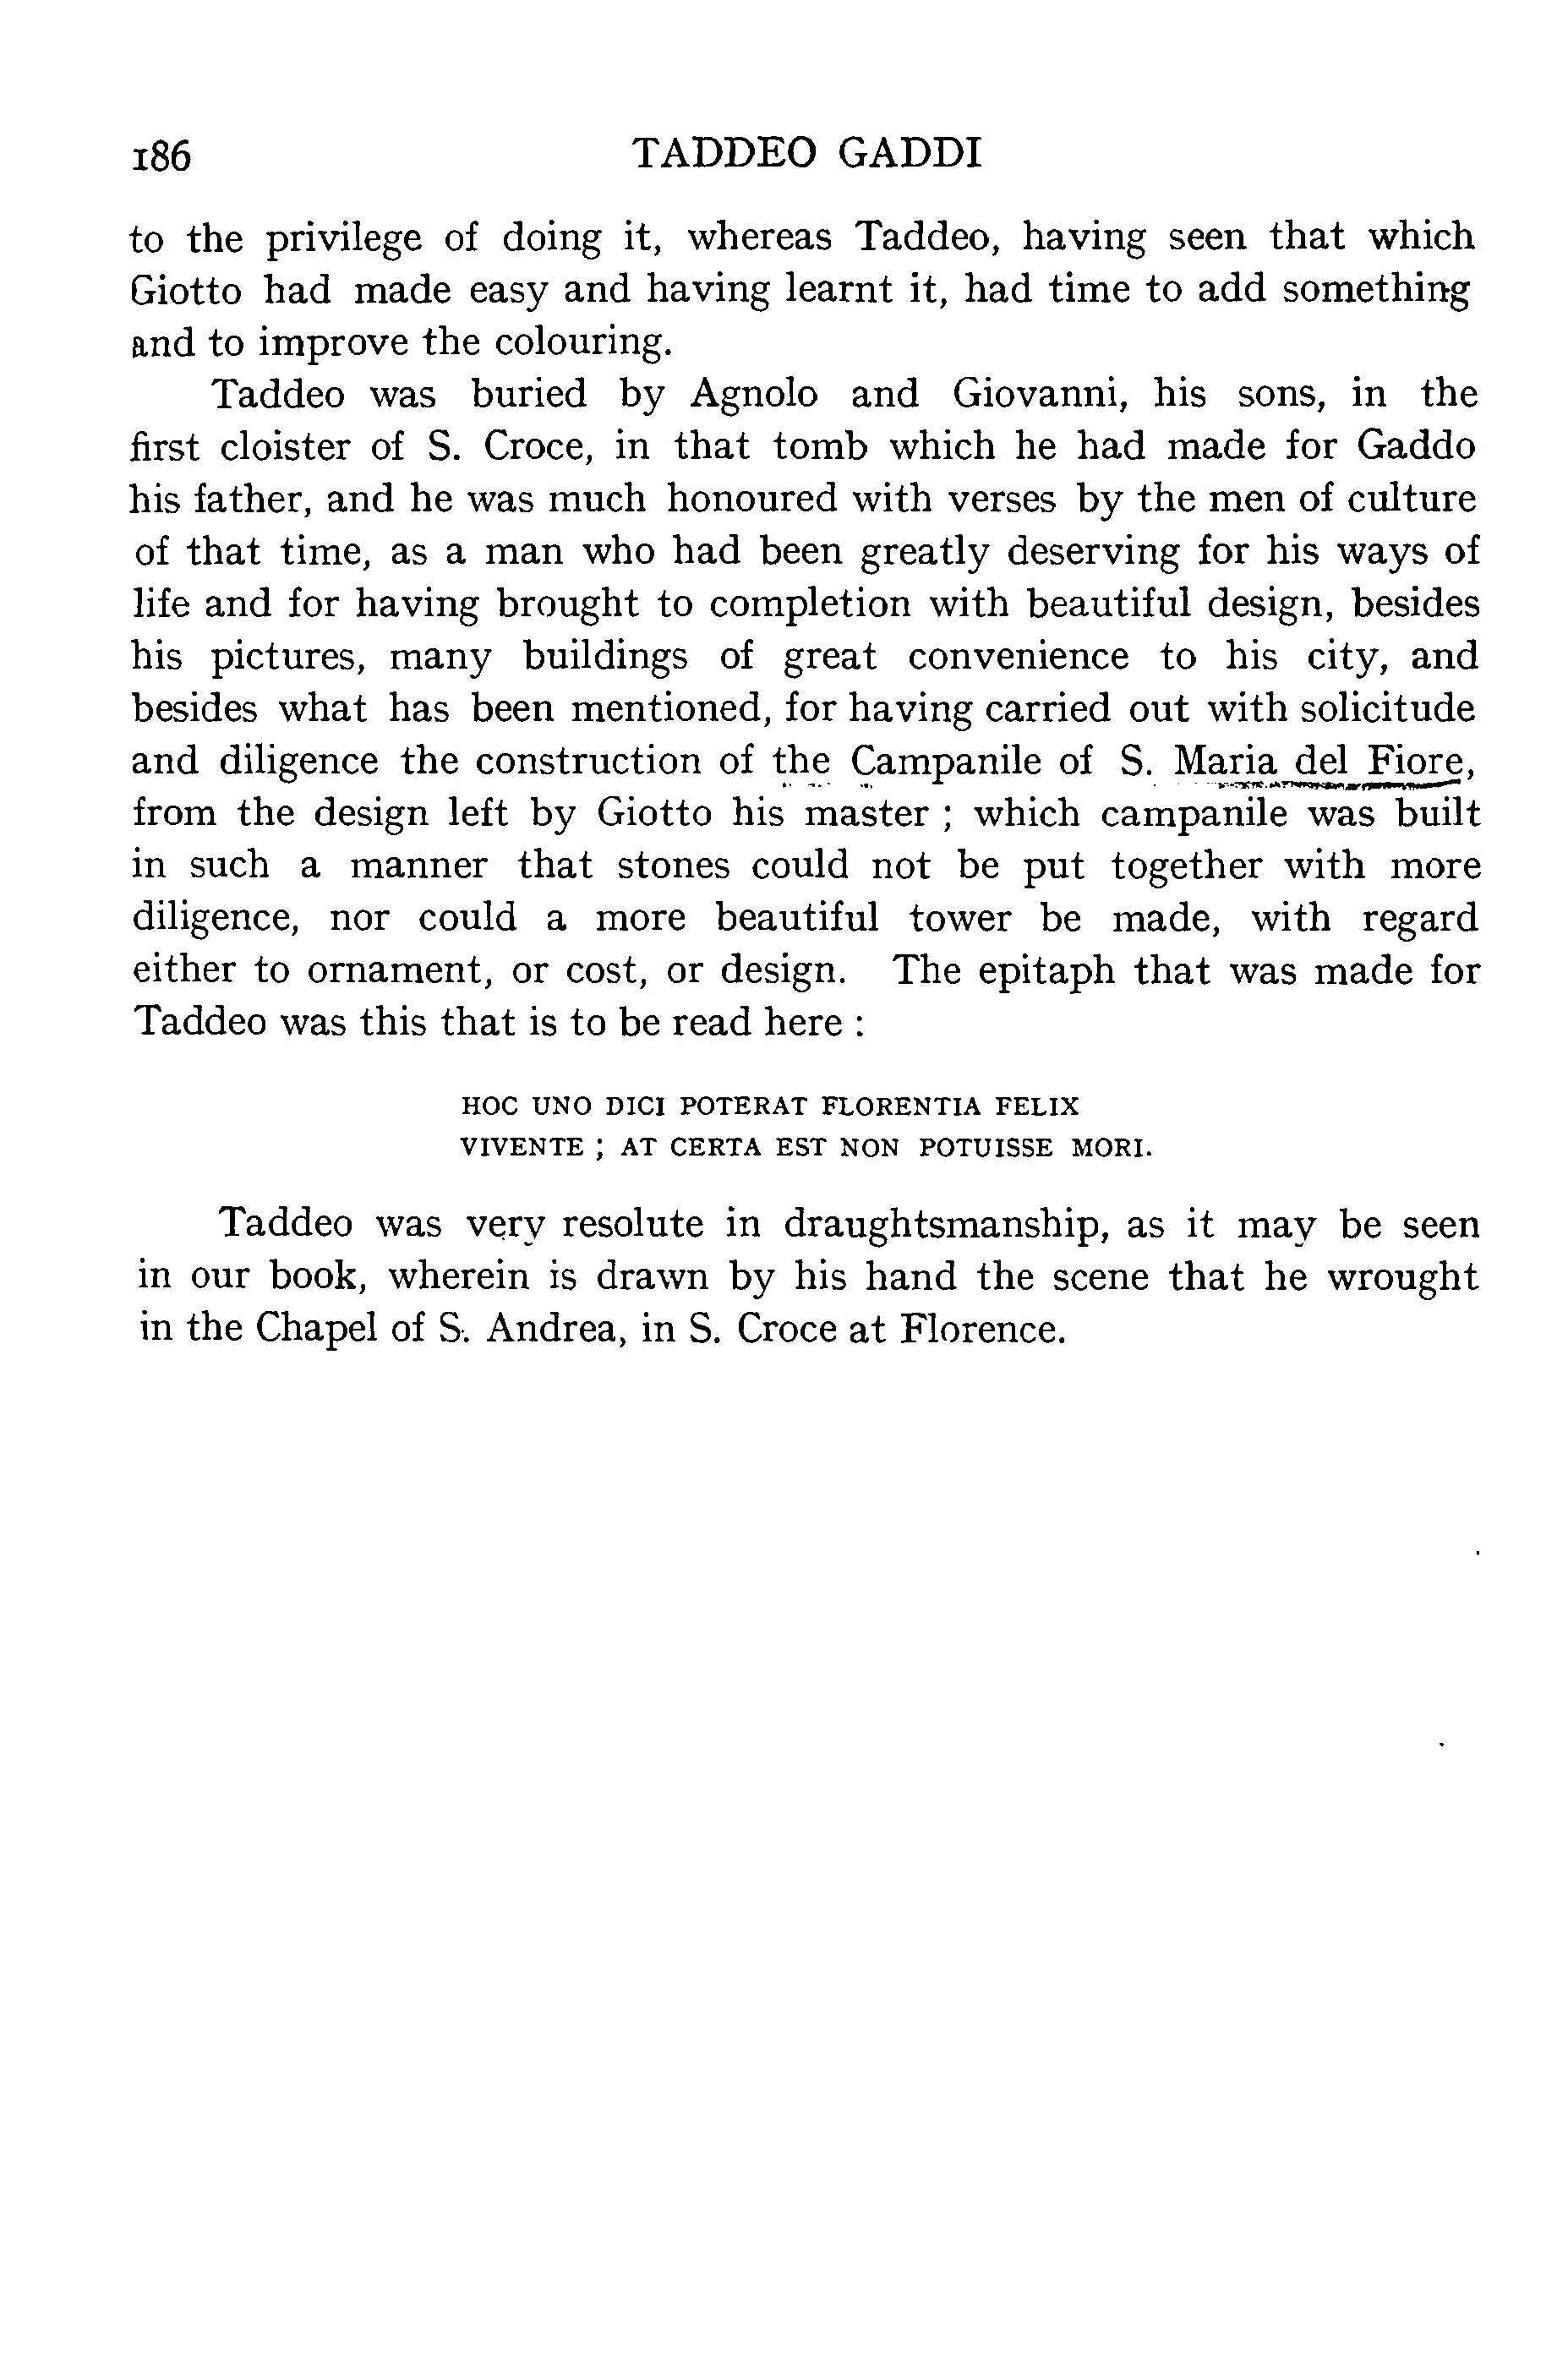 186 TADDEO GADDI
to the privilege of doing it, whereas Taddeo, having seen that which
Giotto had made easy and having learnt it, had time to add something
and to improve the colouring.
Taddeo was buried by Agnolo and Giovanni, his sons, in the
first cloister of S. Croce, in that tomb which he had made for Gaddo
his father, and he was much honoured with verses by the men of culture
of that time, as a man who had been greatly deserving for his ways of
life and for having brought to completion with beautiful design, besides
his pictures, many buildings of great convenience to his city, and
besides what has been mentioned, for having carried out with solicitude
and diligence the construction of the Campanile of S. Maria del Fiore,
from the design left by Giotto his master ; which campanile was built
in such a manner that stones could not be put together with more
diligence, nor could a more beautiful tower be made, with regard
either to ornament, or cost, or design. The epitaph that was made for
Taddeo was this that is to be read here :
HOC UNO DICI POTERAT FLORENTIA FELIX
VIVENTE ; AT CERTA EST NON POTUISSE MORI.
Taddeo was very resolute in draughtsmanship, as it may be seen
in our book, wherein is drawn by his hand the scene that he wrought
in the Chapel of S. Andrea, in S. Croce at Florence.